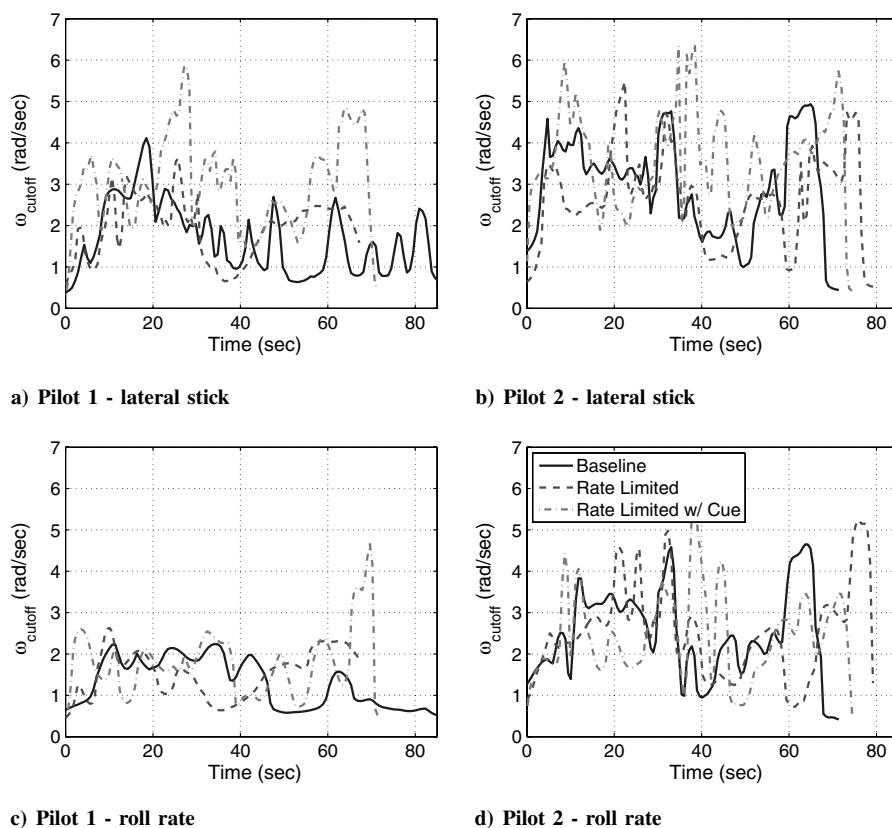 7
6
5
4
3
2
1
0
ω_cutoff (rad/sec)
0 20 40 60 80
Time (sec)
a) Pilot 1 - lateral stick
7
6
5
4
3
2
1
0
ω_cutoff (rad/sec)
0 20 40 60 80
Time (sec)
b) Pilot 2 - lateral stick
7
6
5
4
3
2
1
0
ω_cutoff (rad/sec)
0 20 40 60 80
Time (sec)
c) Pilot 1 - roll rate
7
6
5
4
3
2
1
0
ω_cutoff (rad/sec)
Baseline
Rate Limited
Rate Limited w/ Cue
0 20 40 60 80
Time (sec)
d) Pilot 2 - roll rate